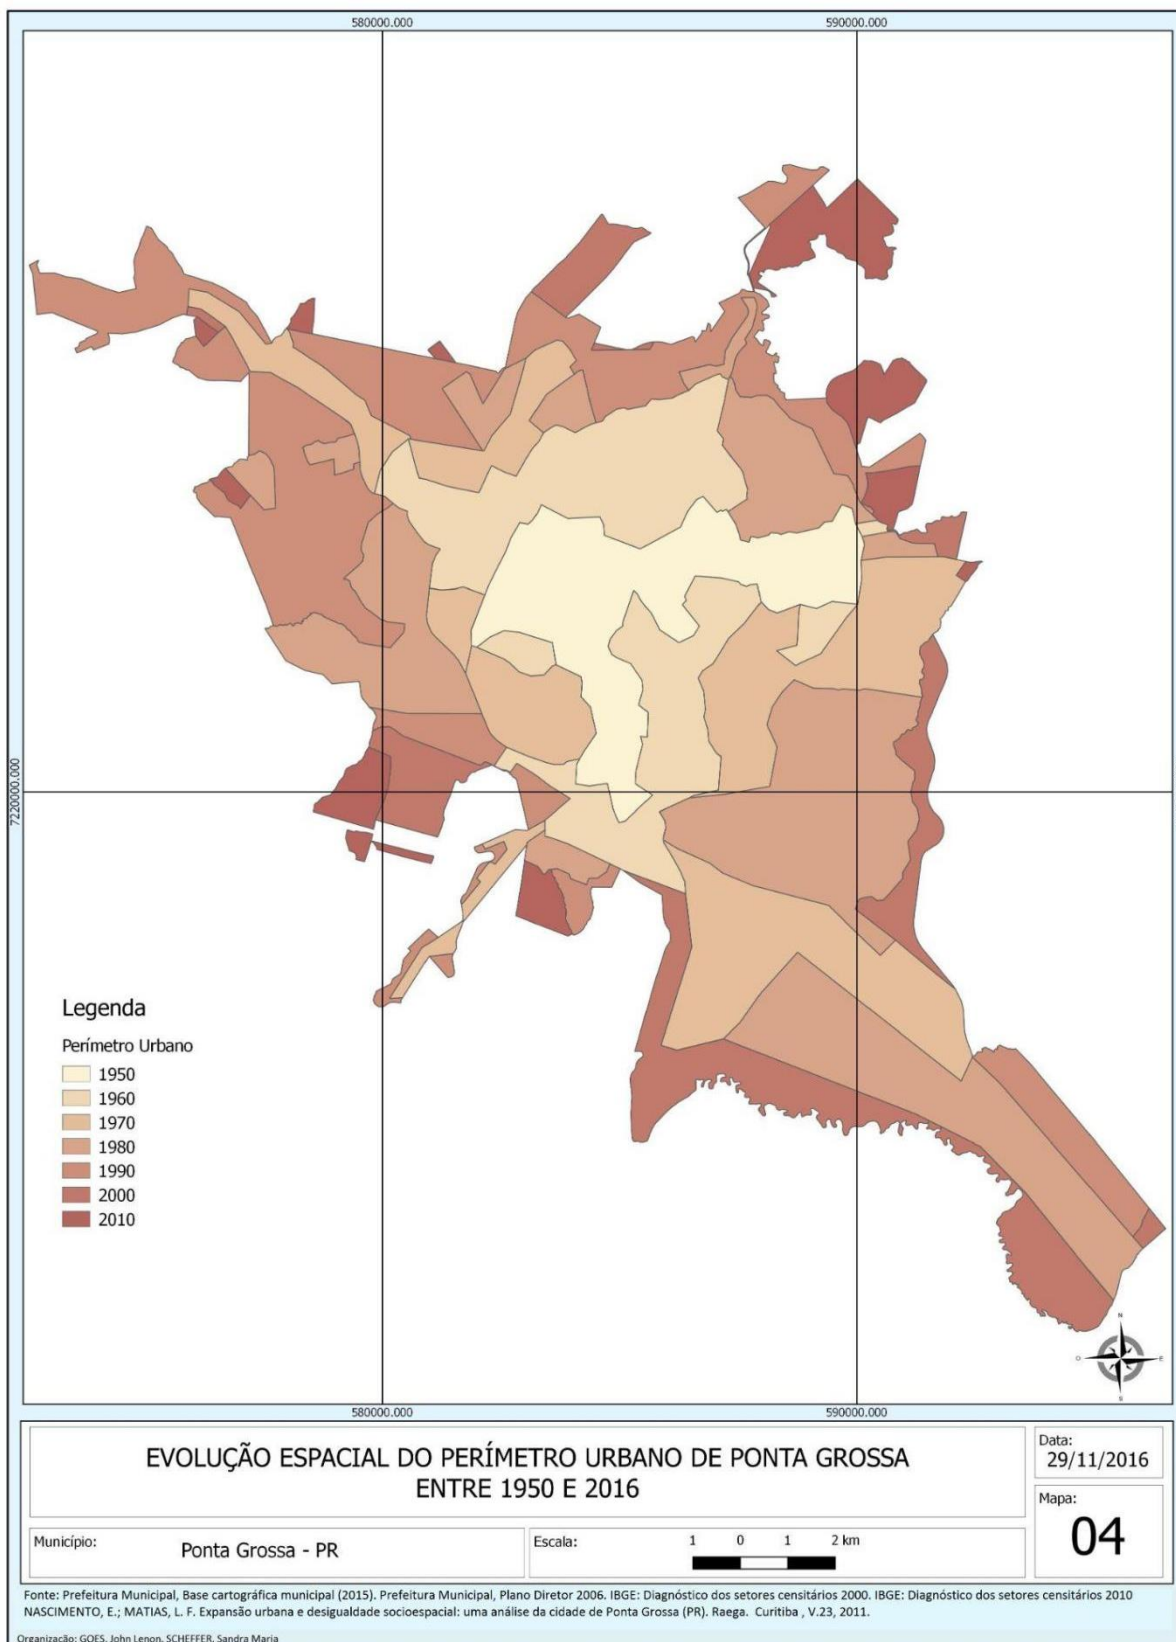 580000.000 590000.000
7220000.000
Legenda
Perímetro Urbano
1950
1960
1970
1980
1990
2000
2010
N
O E
S
580000.000 590000.000
EVOLUÇÃO ESPACIAL DO PERÍMETRO URBANO DE PONTA GROSSA
ENTRE 1950 E 2016
Data:
29/11/2016
Mapa:
04
Município:
Ponta Grossa - PR
Escala:
1 0 1 2 km
Fonte: Prefeitura Municipal, Base cartográfica municipal (2015). Prefeitura Municipal, Plano Diretor 2006. IBGE: Diagnóstico dos setores censitários 2000. IBGE: Diagnóstico dos setores censitários 2010
NASCIMENTO, E.; MATIAS, L. F. Expansão urbana e desigualdade socioespacial: uma análise da cidade de Ponta Grossa (PR). Raega. Curitiba , V.23, 2011.
Organização: GOES, John Lenon, SCHEFFER, Sandra Maria